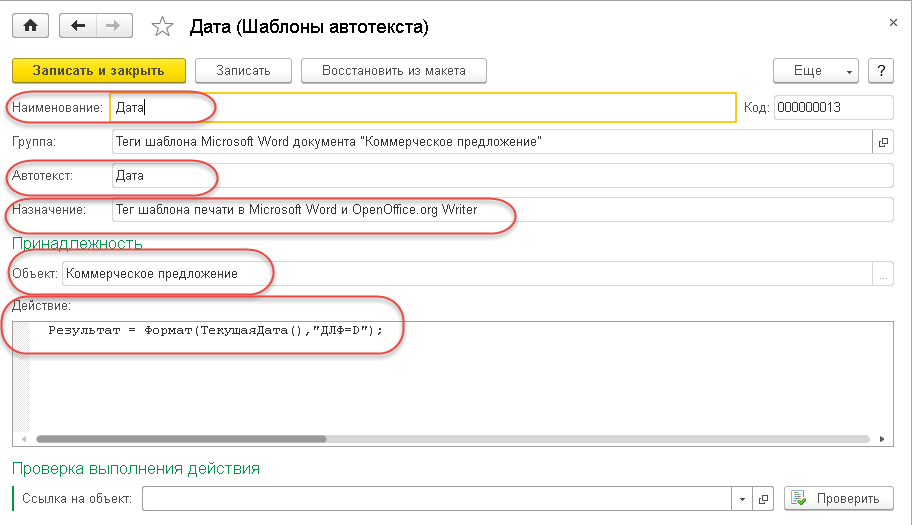 Дата (Шаблоны автотекста)
Записать и закрыть Записать Восстановить из макета Еще ?
Наименование: Дата Код: 000000013
Группа: Теги шаблона Microsoft Word документа "Коммерческое предложение"
Автотекст: Дата
Назначение: Тег шаблона печати в Microsoft Word и OpenOffice.org Writer
Принадлежность
Объект: Коммерческое предложение ...
Действие:
Результат = Формат(ТекущаяДата(),"ДЛФ=D");
Проверка выполнения действия
Ссылка на объект: Проверить